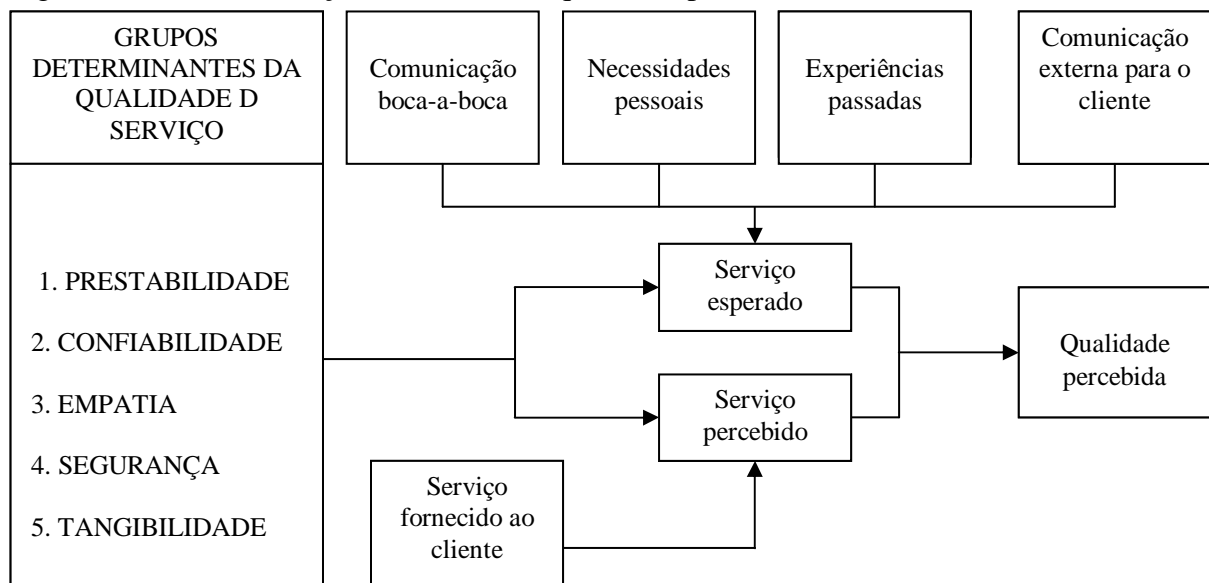 GRUPOS
DETERMINANTES DA
QUALIDADE D
SERVIÇO
1. PRESTABILIDADE
2. CONFIABILIDADE
3. EMPATIA
4. SEGURANÇA
5. TANGIBILIDADE
Comunicação
boca-a-boca
Necessidades
pessoais
Experiências
passadas
Comunicação
externa para o
cliente
Serviço
esperado
Serviço
percebido
Serviço
fornecido ao
cliente
Qualidade
percebida